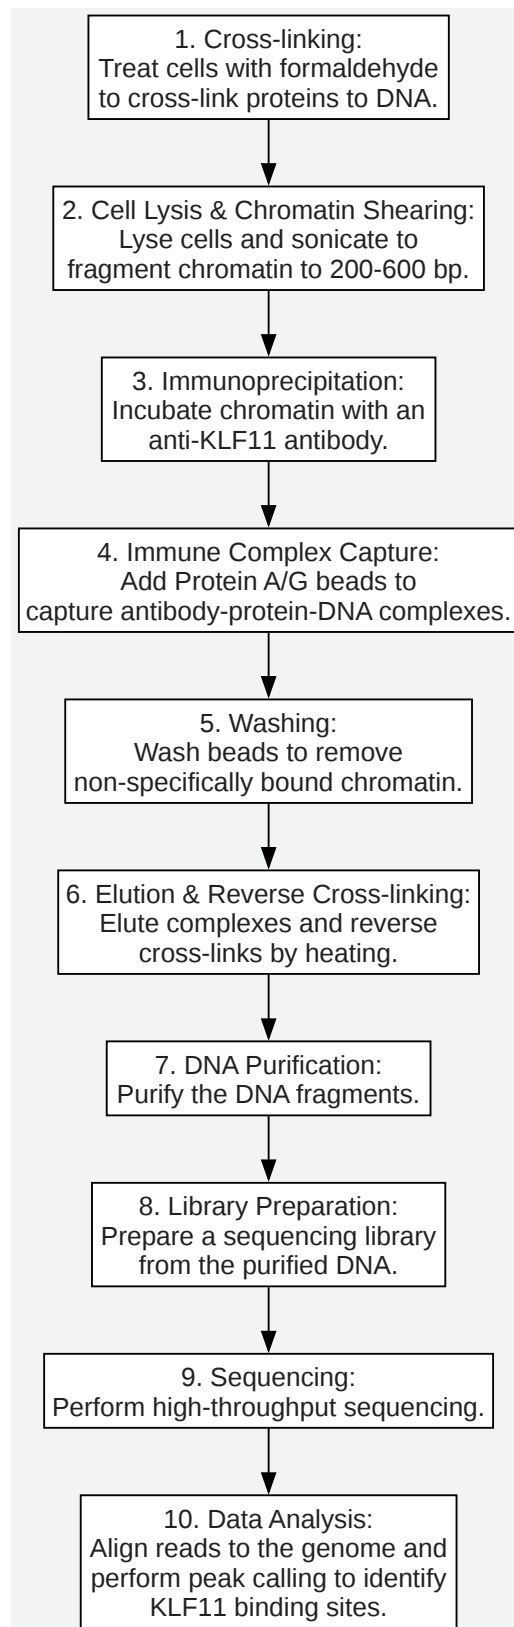 1. Cross-linking:
Treat cells with formaldehyde
to cross-link proteins to DNA.
2. Cell Lysis & Chromatin Shearing:
Lyse cells and sonicate to
fragment chromatin to 200-600 bp.
3. Immunoprecipitation:
Incubate chromatin with an
anti-KLF11 antibody.
4. Immune Complex Capture:
Add Protein A/G beads to
capture antibody-protein-DNA complexes.
5. Washing:
Wash beads to remove
non-specifically bound chromatin.
6. Elution & Reverse Cross-linking:
Elute complexes and reverse
cross-links by heating.
7. DNA Purification:
Purify the DNA fragments.
8. Library Preparation:
Prepare a sequencing library
from the purified DNA.
9. Sequencing:
Perform high-throughput sequencing.
10. Data Analysis:
Align reads to the genome and
perform peak calling to identify
KLF11 binding sites.